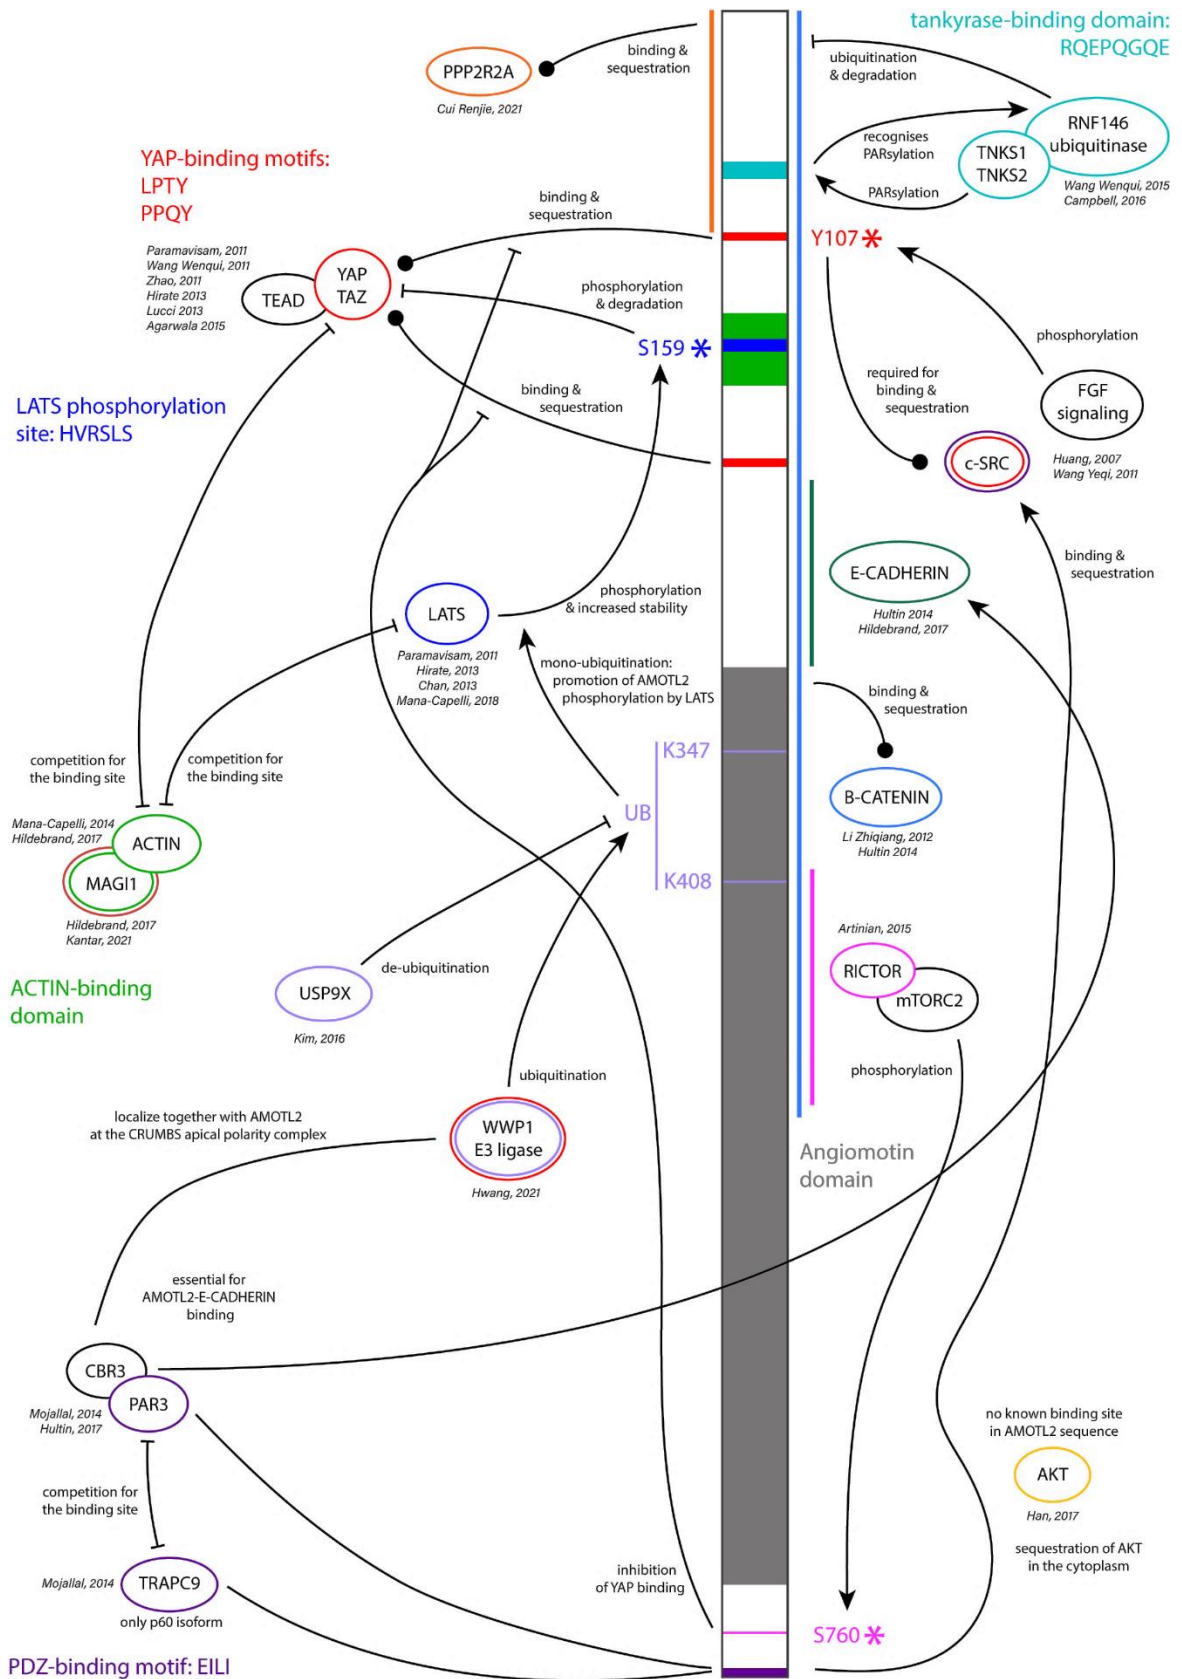 tankyrase-binding domain:
RQEPQGQE
binding &
sequestration
PPP2R2A
Cui Renjie, 2021
ubiquitination
& degradation
RNF146
ubiquitinase
TNKS1
TNKS2
recognises
PARsylation
PARsylation
Wang Wenqui, 2015
Campbell, 2016
YAP-binding motifs:
LPTY
PPQY
binding &
sequestration
Y107 *
Paramavisam, 2011
Wang Wenqui, 2011
Zhao, 2011
Hirate 2013
Lucci 2013
Agarwala 2015
TEAD
YAP
TAZ
phosphorylation
& degradation
S159 *
phosphorylation
FGF
signaling
Huang, 2007
Wang Yeqi, 2011
required for
binding &
sequestration
c-SRC
LATS phosphorylation
site: HVRSLS
binding &
sequestration
binding &
sequestration
E-CADHERIN
Hultin 2014
Hildebrand, 2017
LATS
phosphorylation
& increased stability
Paramavisam, 2011
Hirate, 2013
Chan, 2013
Mana-Capelli, 2018
mono-ubiquitination:
promotion of AMOTL2
phosphorylation by LATS
binding &
sequestration
competition for
the binding site
competition for
the binding site
K347
UB
K408
B-CATENIN
Li Zhiqiang, 2012
Hultin 2014
Mana-Capelli, 2014
Hildebrand, 2017
ACTIN
MAGI1
Hildebrand, 2017
Kantar, 2021
Artinian, 2015
RICTOR
mTORC2
ACTIN-binding
domain
de-ubiquitination
USP9X
Kim, 2016
phosphorylation
ubiquitination
localize together with AMOTL2
at the CRUMBS apical polarity complex
WWP1
E3 ligase
Hwang, 2021
Angiomotin
domain
essential for
AMOTL2-E-CADHERIN
binding
CBR3
PAR3
Mojallal, 2014
Hultin, 2017
no known binding site
in AMOTL2 sequence
AKT
Han, 2017
sequestration of AKT
in the cytoplasm
competition for
the binding site
Mojallal, 2014
TRAPC9
only p60 isoform
inhibition
of YAP binding
S760 *
PDZ-binding motif: EILI